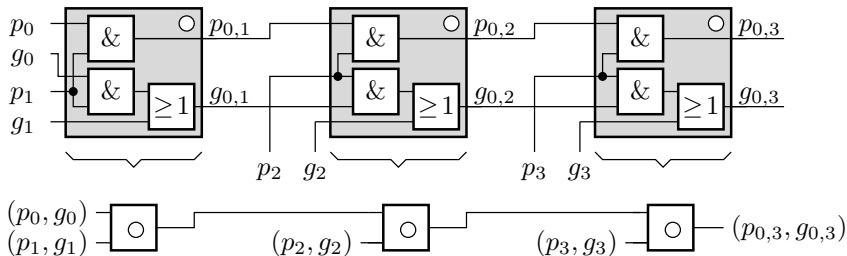 p₀ & ○ p₀,₁ & ○ p₀,₂ & ○ p₀,₃
g₀
p₁ & ≥1 g₀,₁ & ≥1 g₀,₂ & ≥1 g₀,₃
g₁
p₂ g₂ p₃ g₃
(p₀, g₀)
(p₁, g₁) (p₂, g₂) (p₃, g₃) (p₀,₃, g₀,₃)